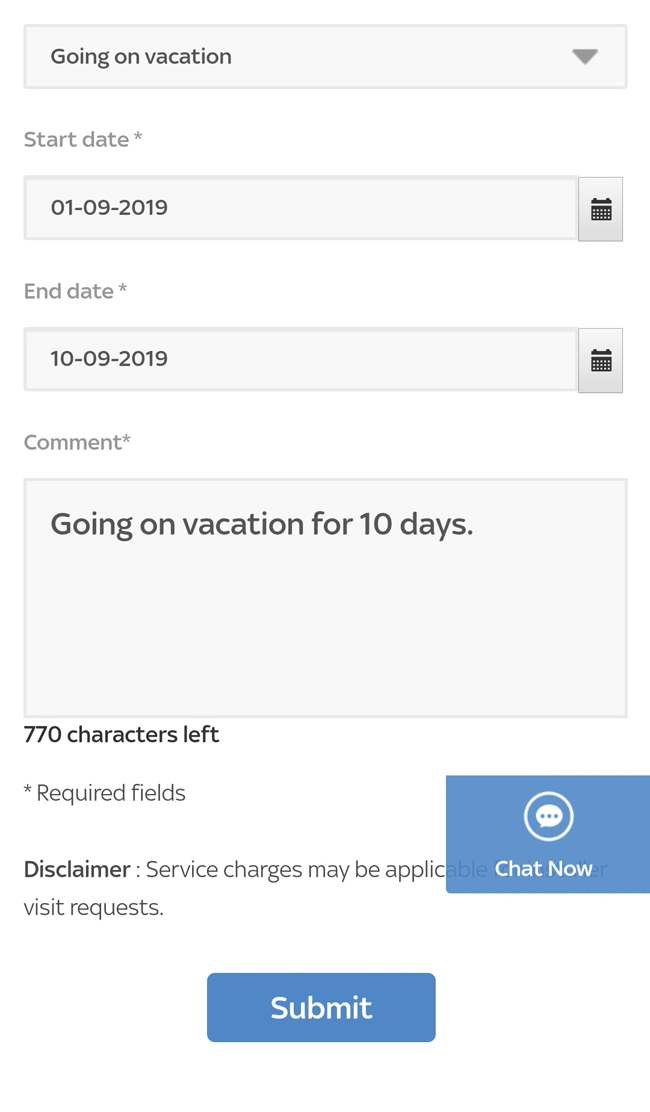 Going on vacation
Start date *
01-09-2019
End date *
10-09-2019
Comment*
Going on vacation for 10 days.
770 characters left
* Required fields
Disclaimer : Service charges may be applicable
visit requests.
Chat Now
Submit